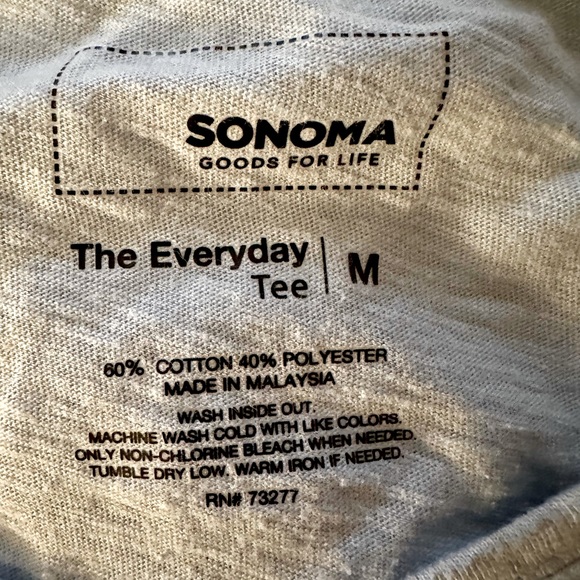 SONOMA
GOODS FOR LIFE
The Everyday
Tee | M
60% COTTON 40% POLYESTER
MADE IN MALAYSIA
WASH INSIDE OUT.
MACHINE WASH COLD WITH LIKE COLORS.
ONLY NON-CHLORINE BLEACH WHEN NEEDED.
TUMBLE DRY LOW. WARM IRON IF NEEDED.
RN# 73277